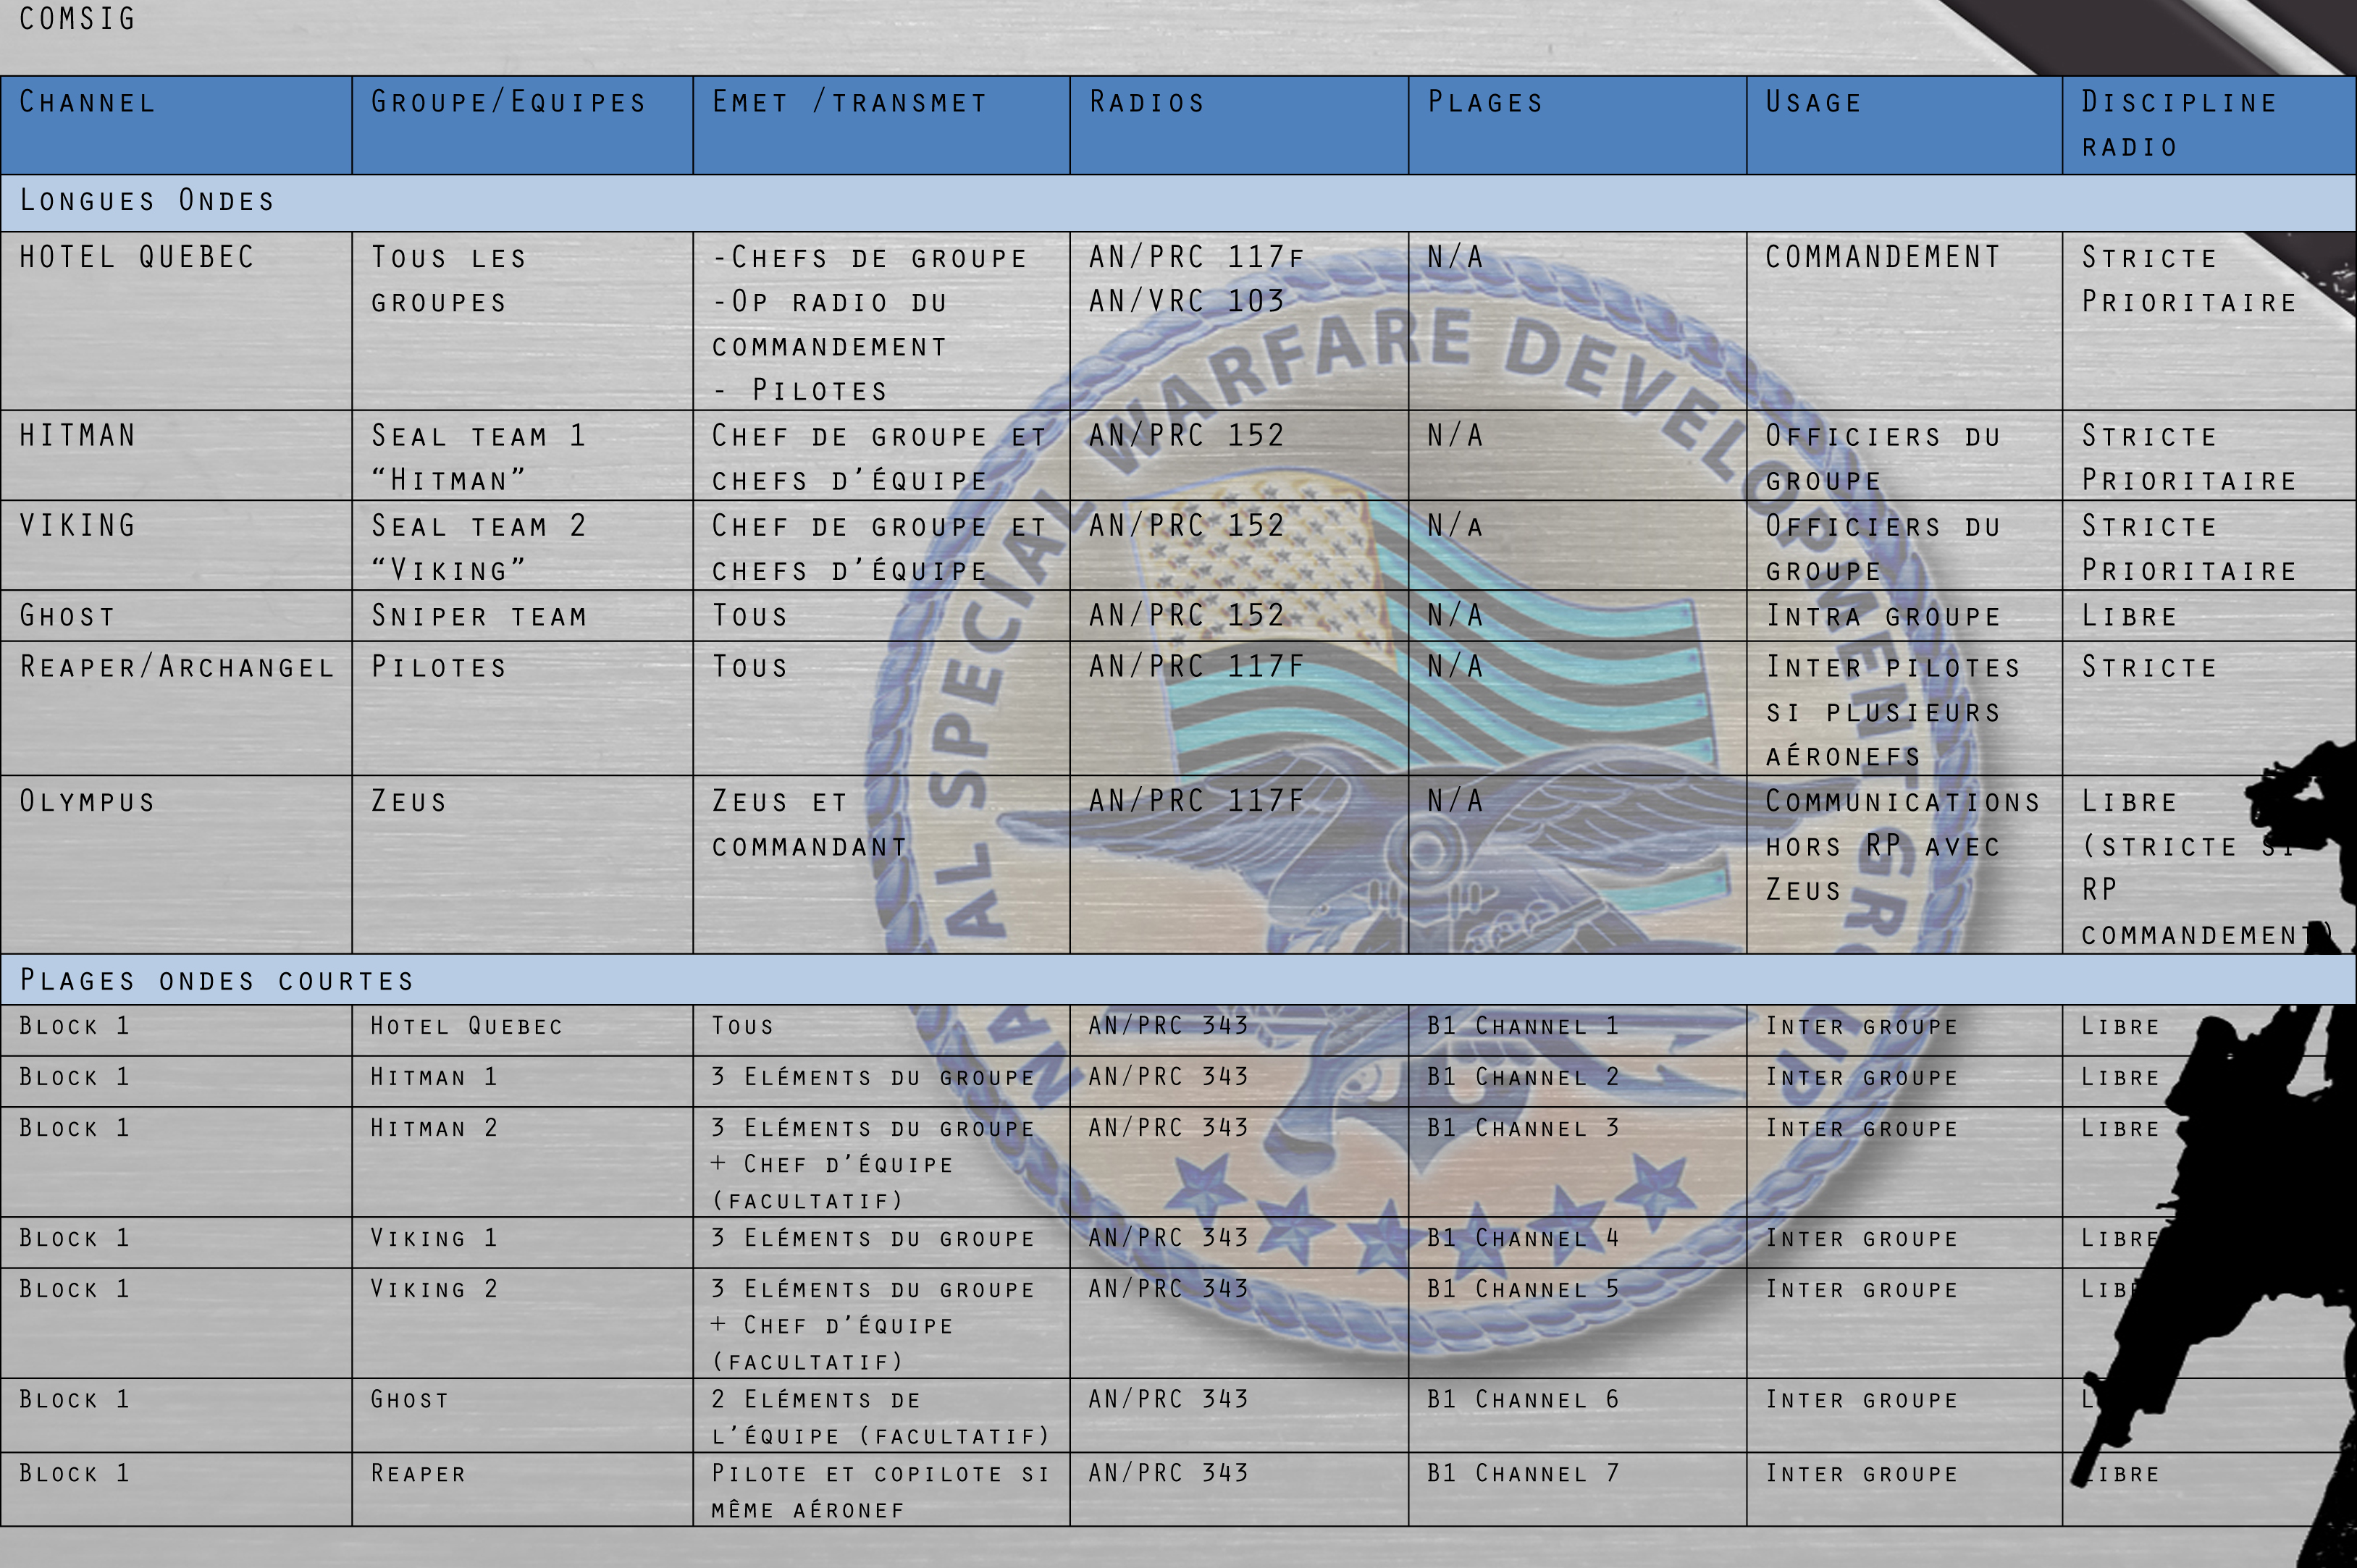 COMSIG
Channel
Groupe/Equipes
Emet /transmet
Radios
Plages
Usage
Discipline
radio
Longues Ondes
HOTEL QUEBEC
Tous les
groupes
-Chefs de groupe
-Op radio du
commandement
- Pilotes
AN/PRC 117f
AN/VRC 103
N/A
COMMANDEMENT
Stricte
Prioritaire
HITMAN
Seal team 1
“Hitman”
Chef de groupe et
chefs d’équipe
AN/PRC 152
N/A
Officiers du
groupe
Stricte
Prioritaire
VIKING
Seal team 2
“Viking”
Chef de groupe et
chefs d’équipe
AN/PRC 152
N/a
Officiers du
groupe
Stricte
Prioritaire
Ghost
Sniper team
Tous
AN/PRC 152
N/A
Intra groupe
Libre
Reaper/Archangel
Pilotes
Tous
AN/PRC 117F
N/A
Inter pilotes
si plusieurs
aéronefs
Stricte
Olympus
Zeus
Zeus et
commandant
AN/PRC 117F
N/A
Communications
hors RP avec
Zeus
Libre
(stricte si
RP
commandement)
Plages ondes courtes
Block 1
Hotel Quebec
Tous
AN/PRC 343
B1 Channel 1
Inter groupe
Libre
Block 1
Hitman 1
3 Eléments du groupe
AN/PRC 343
B1 Channel 2
Inter groupe
Libre
Block 1
Hitman 2
3 Eléments du groupe
+ Chef d’équipe
(facultatif)
AN/PRC 343
B1 Channel 3
Inter groupe
Libre
Block 1
Viking 1
3 Eléments du groupe
AN/PRC 343
B1 Channel 4
Inter groupe
Libre
Block 1
Viking 2
3 Eléments du groupe
+ Chef d’équipe
(facultatif)
AN/PRC 343
B1 Channel 5
Inter groupe
Block 1
Ghost
2 Eléments de
l’équipe (facultatif)
AN/PRC 343
B1 Channel 6
Inter groupe
Block 1
Reaper
Pilote et copilote si
même aéronef
AN/PRC 343
B1 Channel 7
Inter groupe
Libre
SPECIAL WARFARE DEVELOPMENT